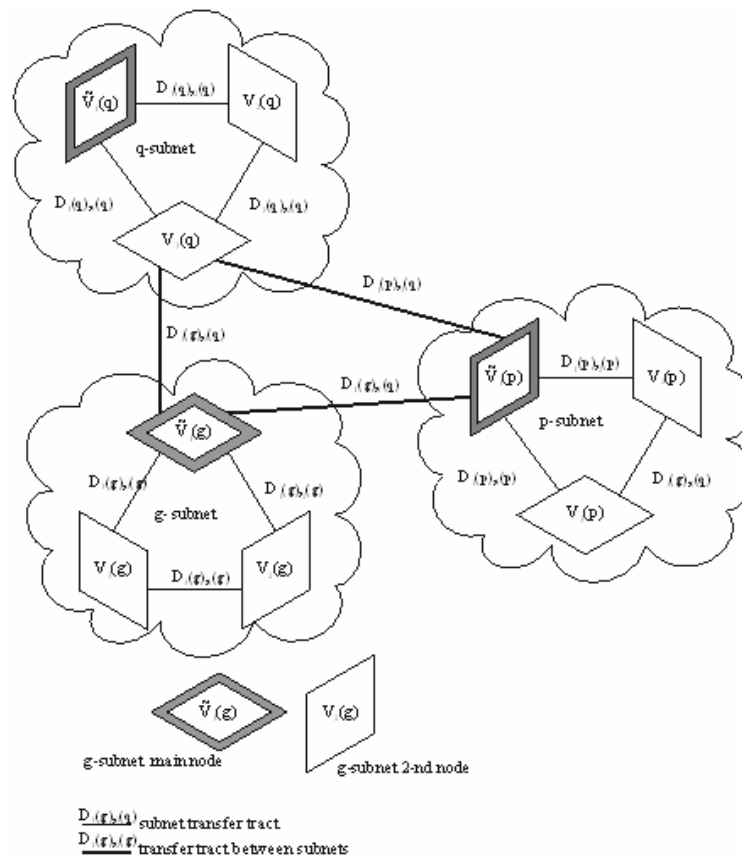 Ṽ (q)
D (q), (q)
V (q)
q-subnet
D (q), (q)
D (q), (q)
V (q)
D (p), (q)
D (g), (q)
D (g), (q)
Ṽ (p)
D (p), (p)
V (p)
p-subnet
Ṽ (g)
D (g), (g)
D (g), (g)
g- subnet
D (p), (p)
D (g), (q)
V (p)
V (g)
D (g), (g)
V (g)
Ṽ (g)
V (g)
g-subnet main node
g-subnet 2-nd node
D (g), (q) subnet transfer tract
D (g), (g) transfer tract between subnets